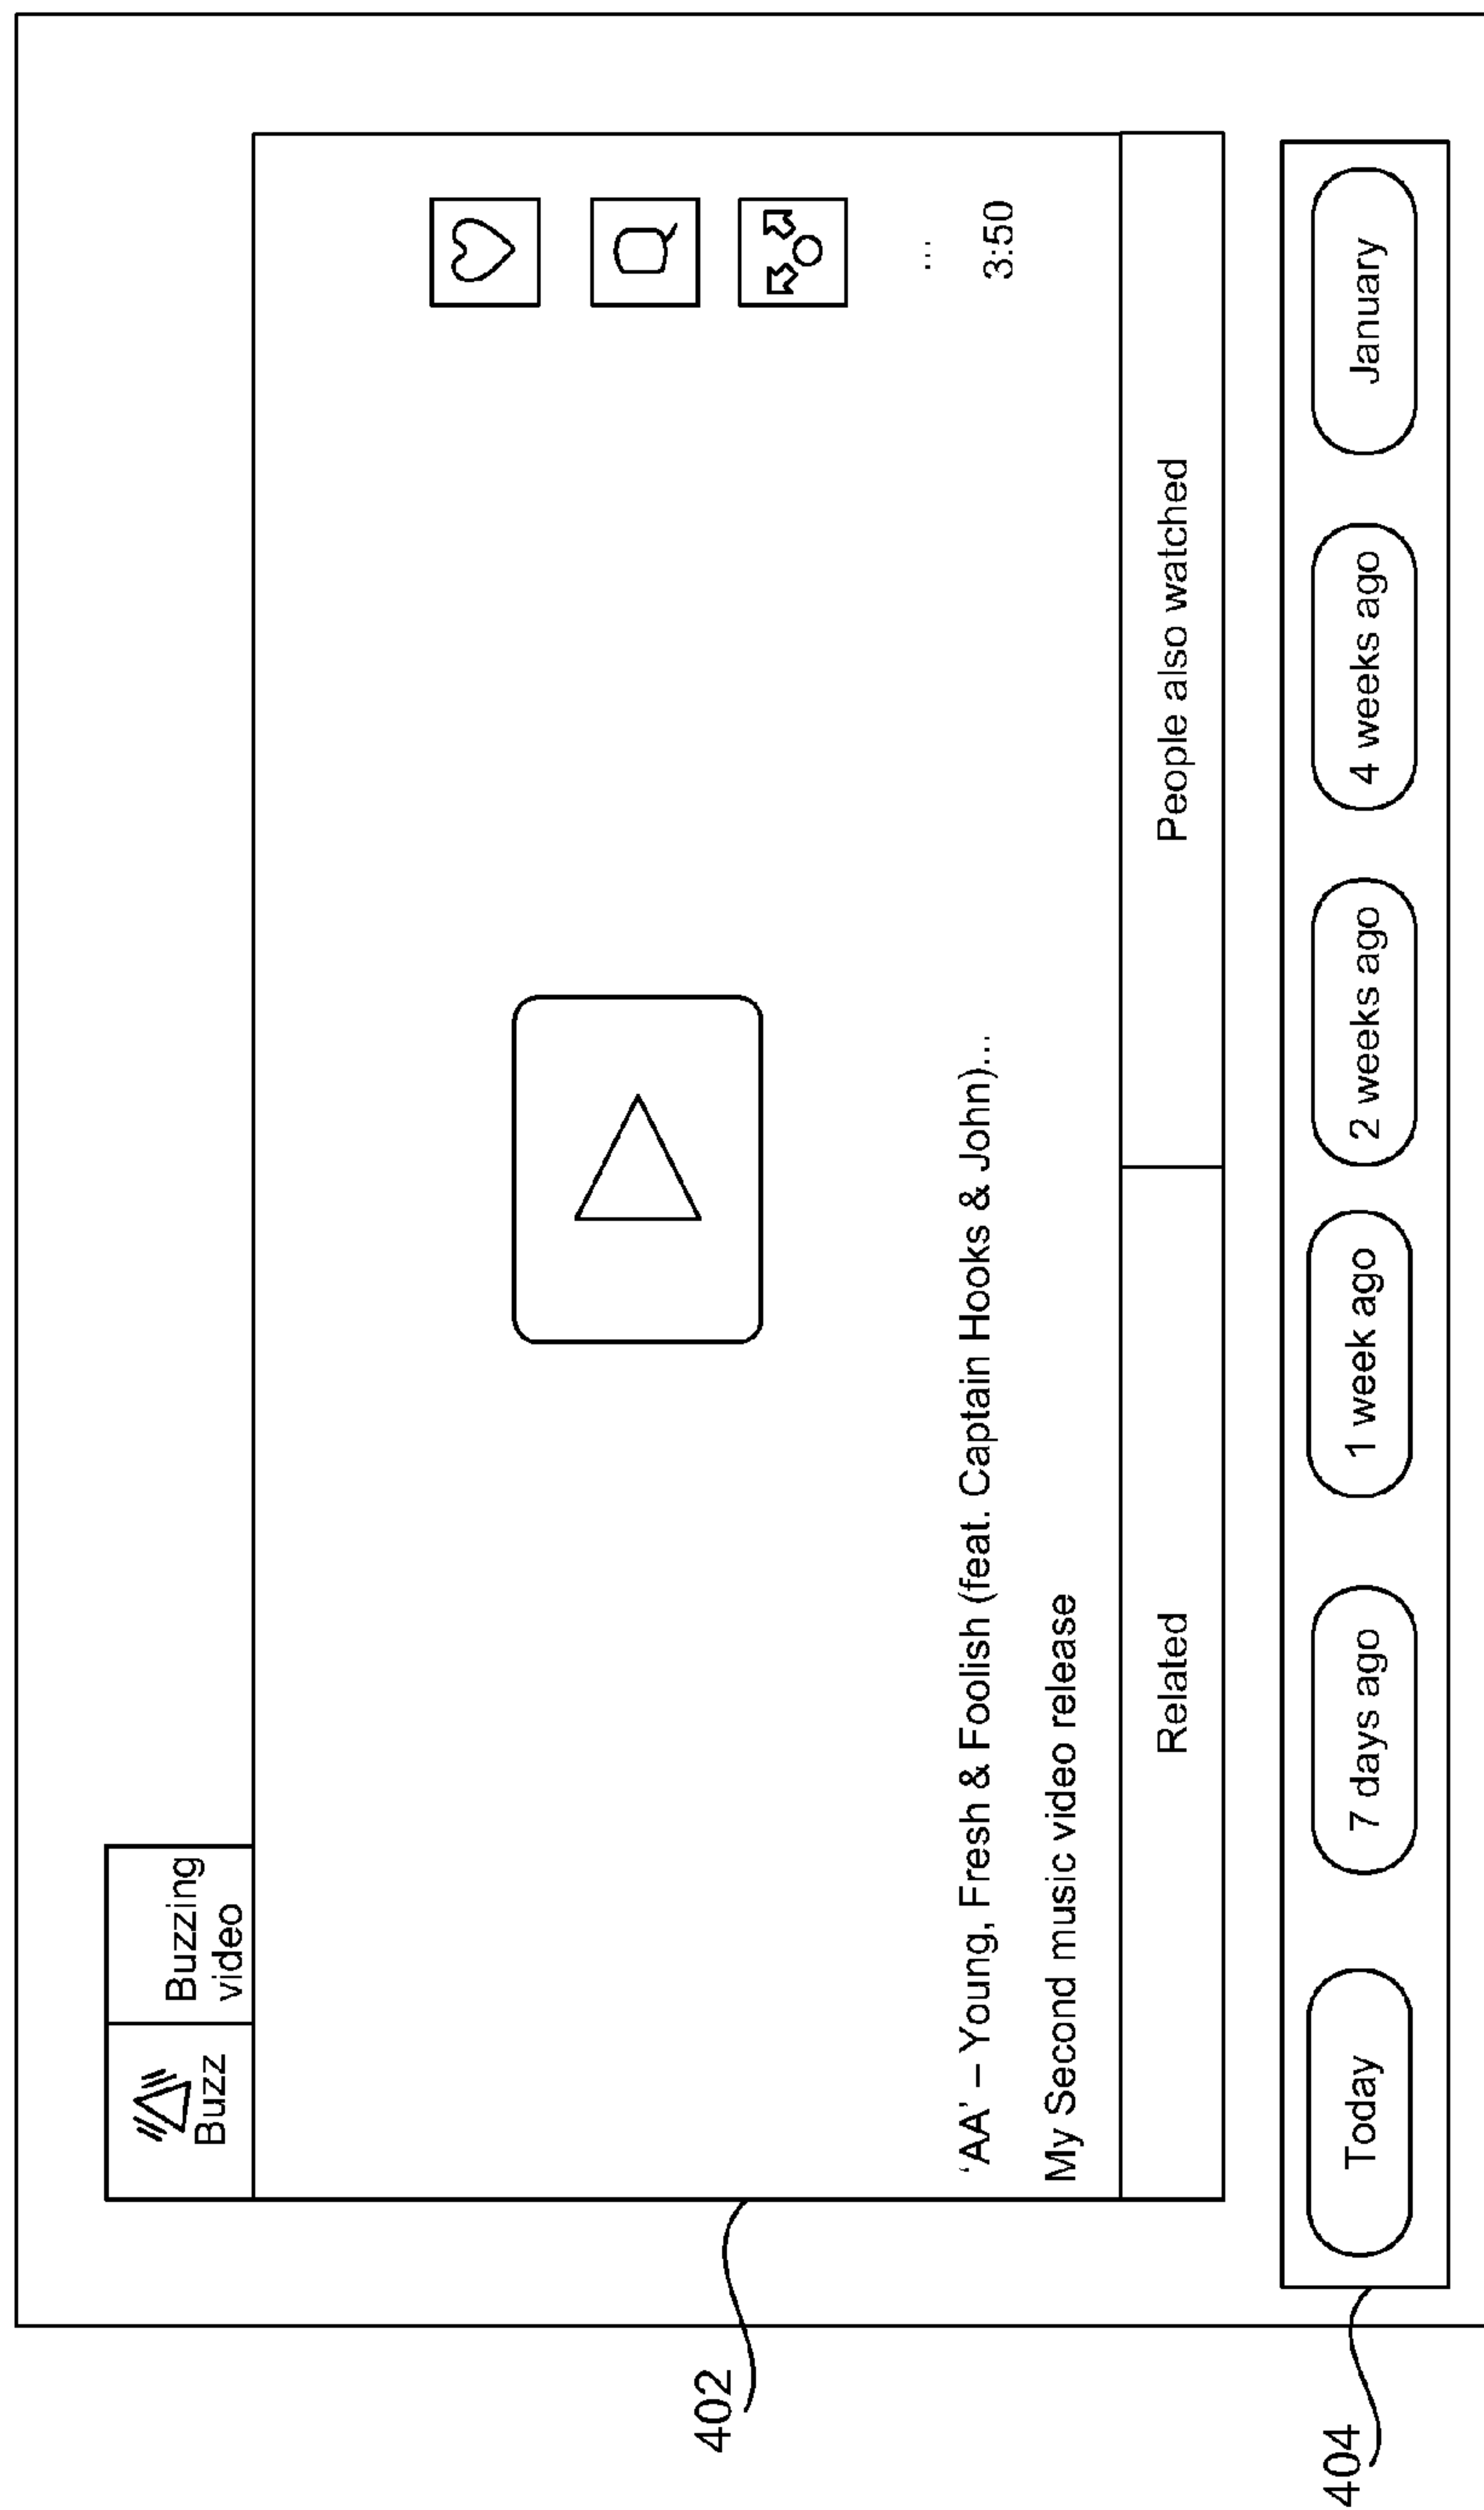 Buzz
Buzzing
video
...
3:50
‘AA’ – Young, Fresh & Foolish (feat. Captain Hooks & John)...
My Second music video release
Related
People also watched
402
Today
7 days ago
1 week ago
2 weeks ago
4 weeks ago
January
404